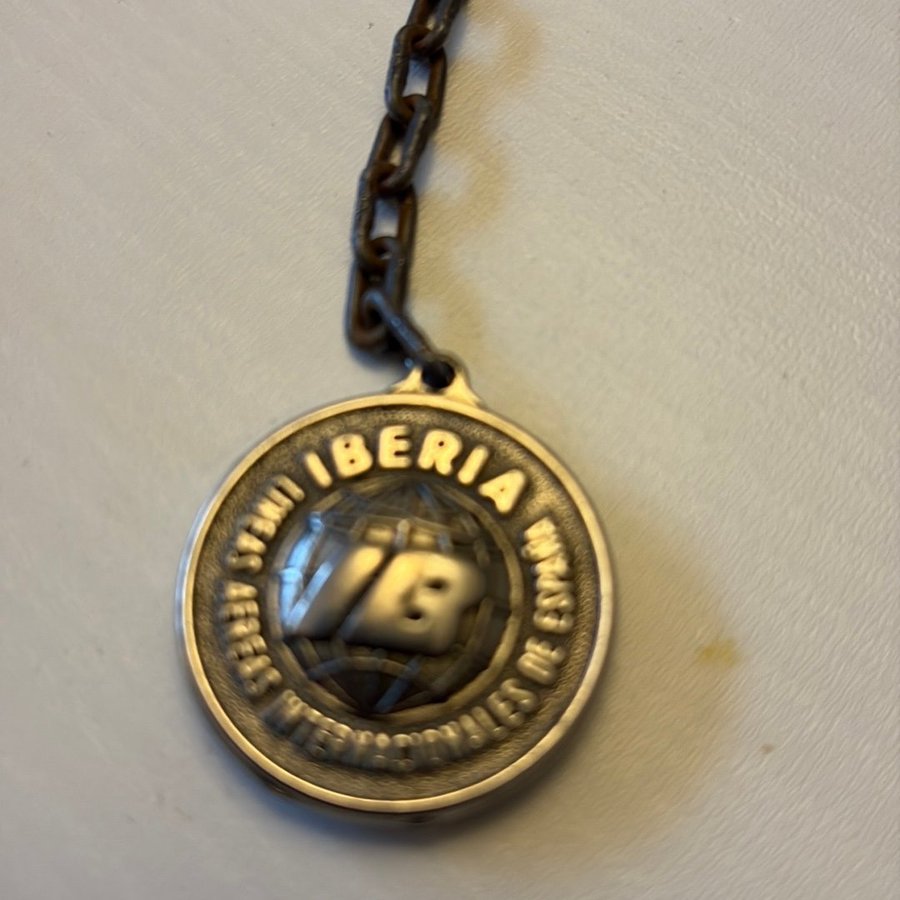 IBERIA
LINEAS AEREAS INTERNACIONALES DE ESPAÑA
IB